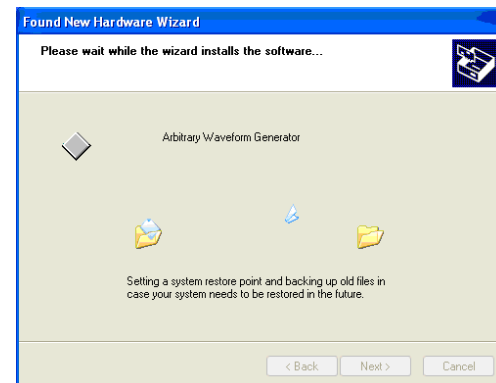 Found New Hardware Wizard
Please wait while the wizard installs the software...
Arbitrary Waveform Generator
Setting a system restore point and backing up old files in
case your system needs to be restored in the future.
< Back
Next >
Cancel